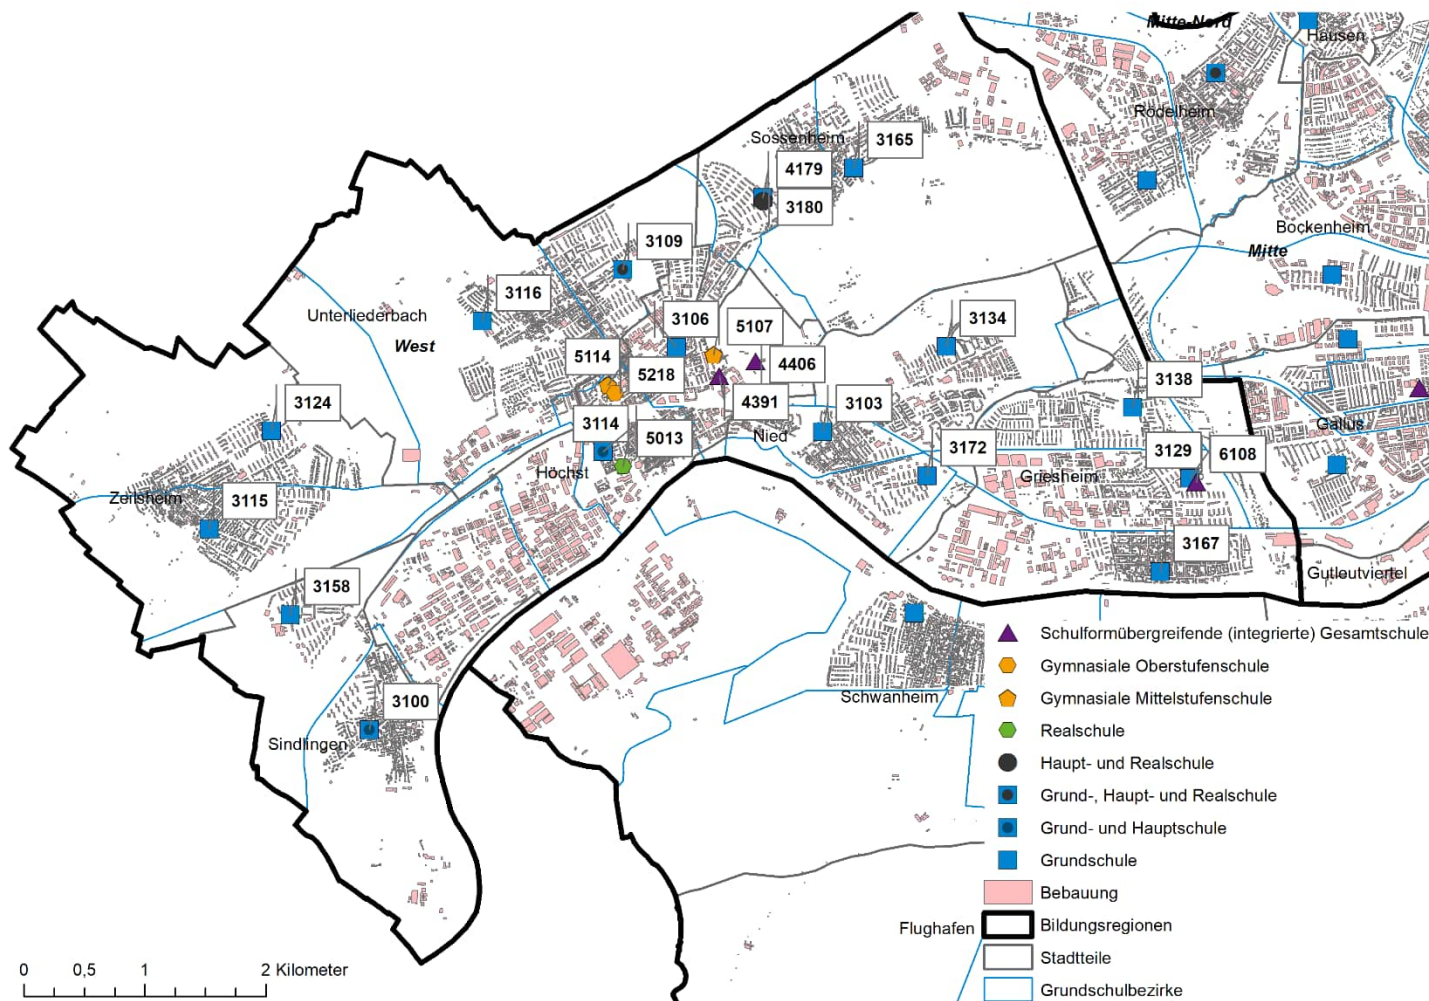 Mitte-Nord
Hausen
Rödelheim
Sossenheim
3165
4179
3180
Bockenheim
Mitte
3109
3116
Unterliederbach
West
3106
5107
3134
5114
5218
4406
3138
3124
4391
3103
Gallus
3114
5013
Nied
3172
3129
6108
Höchst
Griesheim
Zeilsheim
3115
3167
Gutleutviertel
3158
Schwanheim
3100
Sindlingen
Schulformübergreifende (integrierte) Gesamtschule
Gymnasiale Oberstufenschule
Gymnasiale Mittelstufenschule
Realschule
Haupt- und Realschule
Grund-, Haupt- und Realschule
Grund- und Hauptschule
Grundschule
Bebauung
Flughafen
Bildungsregionen
Stadtteile
Grundschulbezirke
0 0,5 1 2 Kilometer